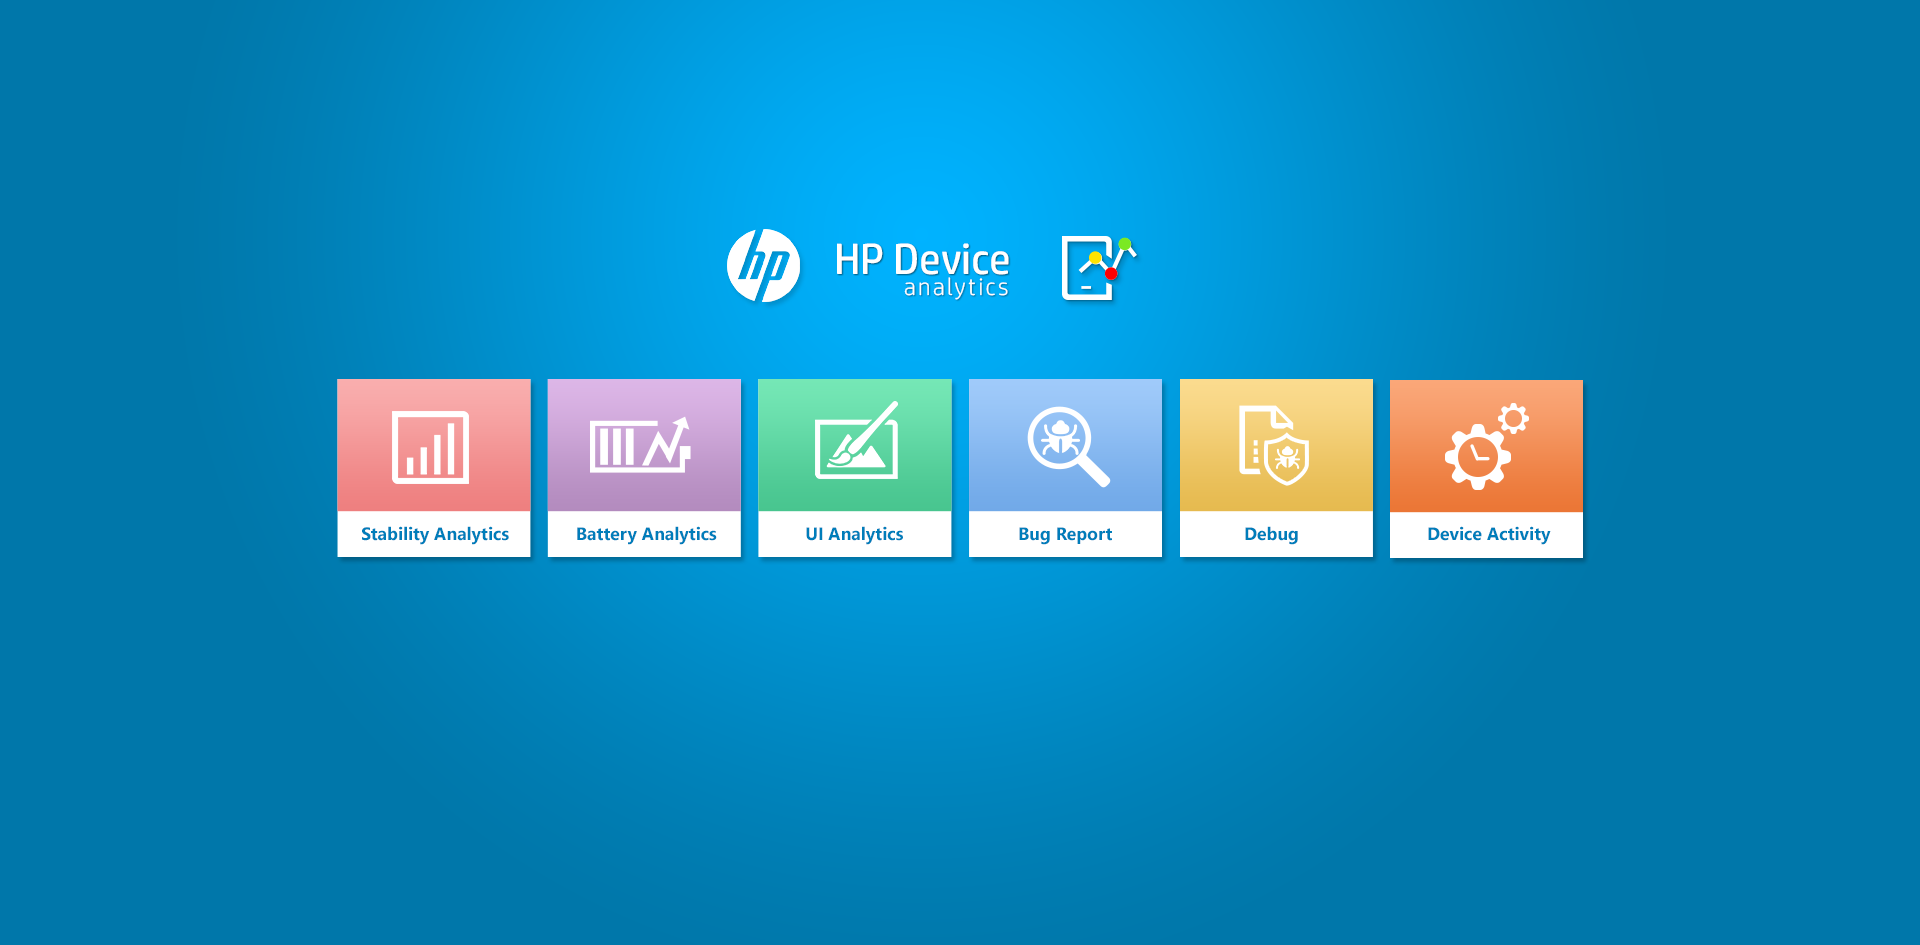 hp
HP Device
analytics
Stability Analytics
Battery Analytics
UI Analytics
Bug Report
Debug
Device Activity